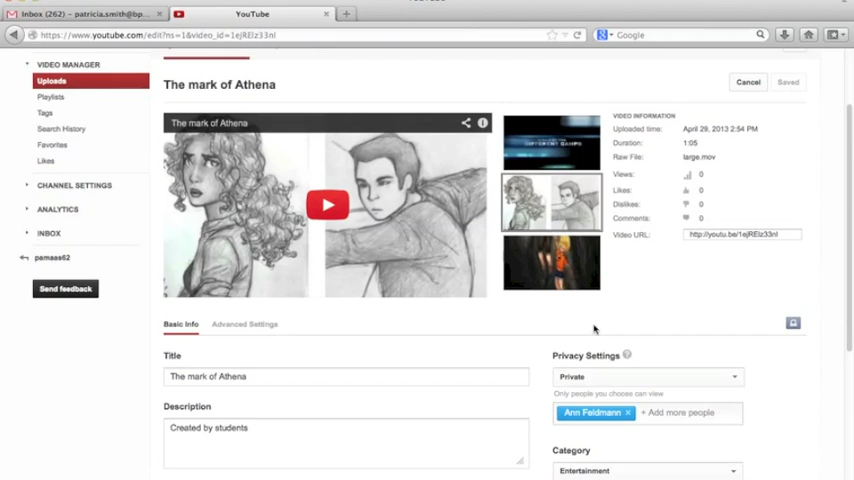 YouTube
Inbox (262) – patricia.smith@bp...
YouTube
https://www.youtube.com/edit?ns=1&video_id=1ejREIz33nI
Google
VIDEO MANAGER
Uploads
Playlists
Tags
Search History
Favorites
Likes
CHANNEL SETTINGS
ANALYTICS
INBOX
pamaas62
Send feedback
The mark of Athena
Cancel
Saved
The mark of Athena
VIDEO INFORMATION
Uploaded time: April 29, 2013 2:54 PM
Duration: 1:05
Raw File: large.mov
Views: 0
Likes: 0
Dislikes: 0
Comments: 0
Video URL: http://youtu.be/1ejREIz33nI
Basic Info
Advanced Settings
Title
The mark of Athena
Description
Created by students
Privacy Settings
Private
Only people you choose can view
Ann Feldmann × + Add more people
Category
Entertainment